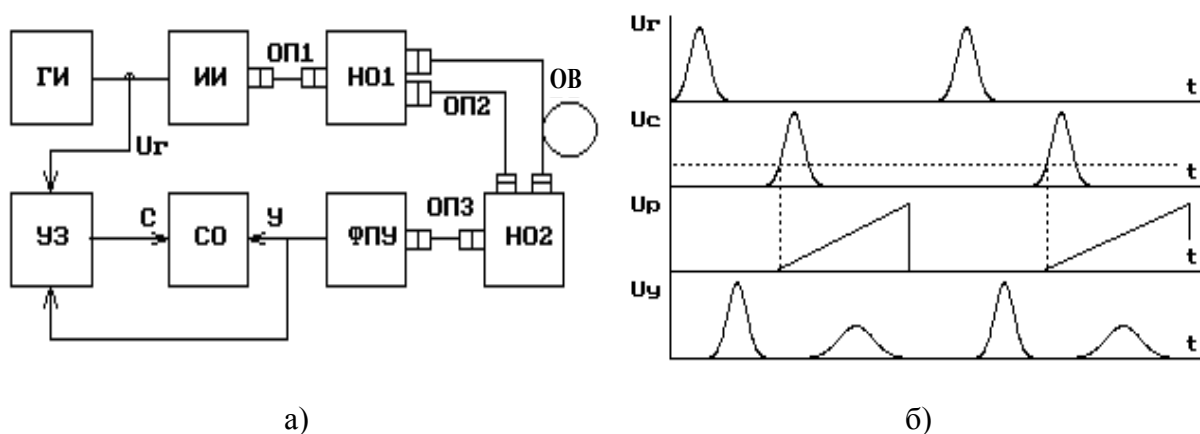 ГИ
ИИ
ОП1
НО1
ОВ
ОП2
Uг
УЗ
С
СО
У
ФПУ
ОП3
НО2
а)
Uг
t
Uс
t
Uр
t
Uу
t
б)